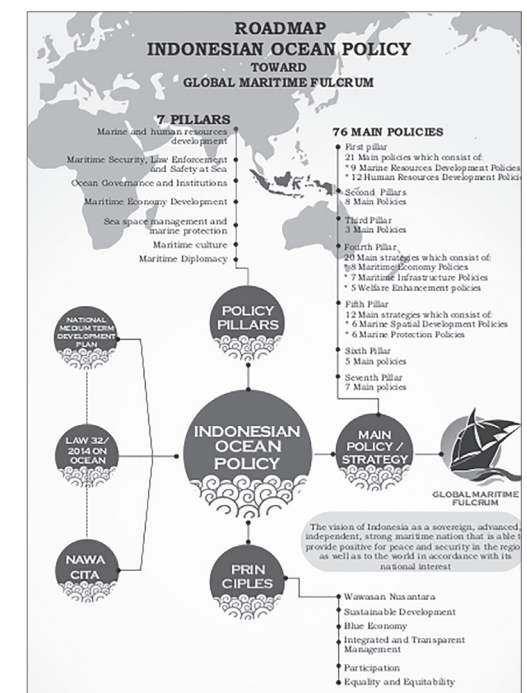 ROADMAP
INDONESIAN OCEAN POLICY
TOWARD
GLOBAL MARITIME FULCRUM
7 PILLARS
Marine and human resources
development
Maritime Security, Law Enforcement
and Safety at Sea
Ocean Governance and Institutions
Maritime Economy Development
Sea space management and
marine protection
Maritime culture
Maritime Diplomacy
76 MAIN POLICIES
First pillar
21 Main policies which consist of:
* 9 Marine Resources Development Policies
* 12 Human Resources Development Polici
Second Pillars
8 Main Policies
Third Pillar
3 Main Policies
Fourth Pillar
20 Main strategies which consist of:
* 8 Maritime Economy Policies
* 7 Maritime Infrastructure Policies
* 5 Welfare Enhancement policies
Fifth Pillar
12 Main strategies which consist of:
* 6 Marine Spatial Development Policies
* 6 Marine Protection Policies
Sixth Pillar
5 Main policies
Seventh Pillar
7 Main policies
POLICY
PILLARS
NATIONAL
MEDIUM TERM
DEVELOPMENT
PLAN
LAW 32/
2014 ON
OCEAN
NAWA
CITA
INDONESIAN
OCEAN
POLICY
MAIN
POLICY /
STRATEGY
GLOBAL MARITIME
FULCRUM
The vision of Indonesia as a sovereign, advanced,
independent, strong maritime nation that is able t
provide positive for peace and security in the regio
as well as to the world in accordance with its
national interest
PRIN
CIPLES
Wawasan Nusantara
Sustainable Development
Blue Economy
Integrated and Transparent
Management
Participation
Equality and Equitability